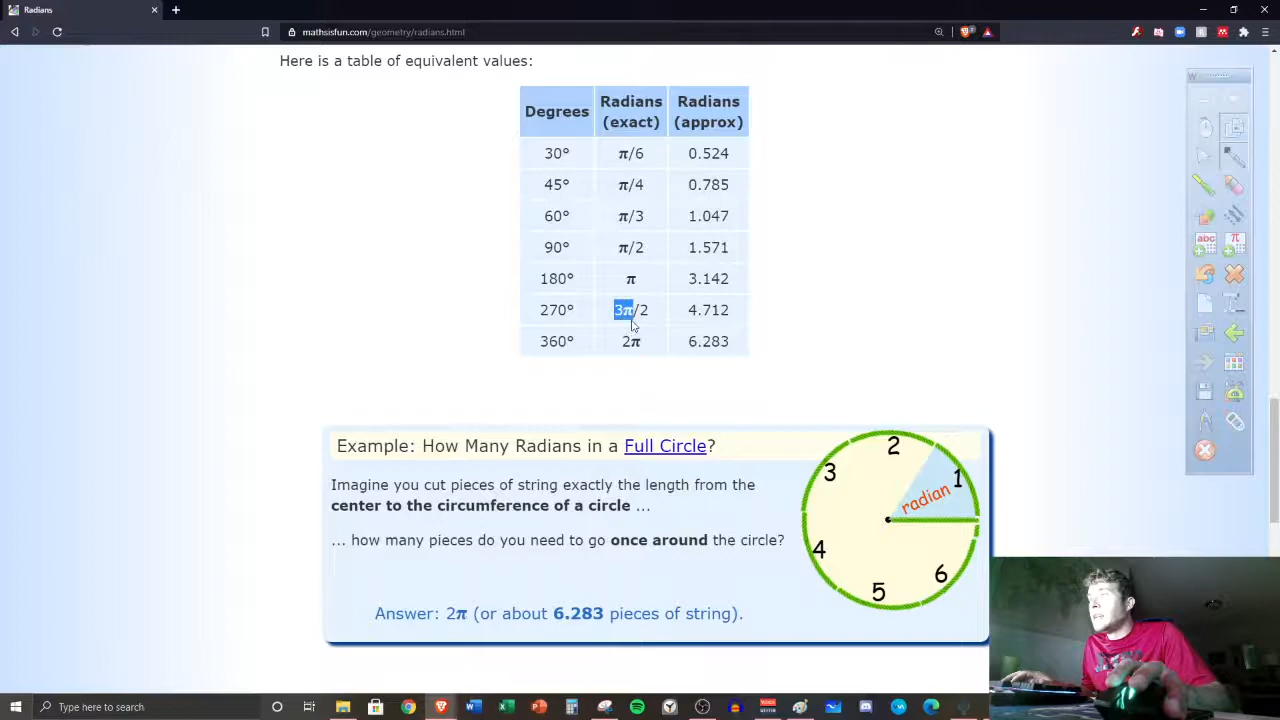 Radians
mathsisfun.com/geometry/radians.html
Here is a table of equivalent values:
Degrees Radians (exact) Radians (approx)
30° π/6 0.524
45° π/4 0.785
60° π/3 1.047
90° π/2 1.571
180° π 3.142
270° 3π/2 4.712
360° 2π 6.283
Example: How Many Radians in a Full Circle?
Imagine you cut pieces of string exactly the length from the
center to the circumference of a circle ...
... how many pieces do you need to go once around the circle?
Answer: 2π (or about 6.283 pieces of string).
2
3
1
radian
4
6
5
abc
π
Type here to search